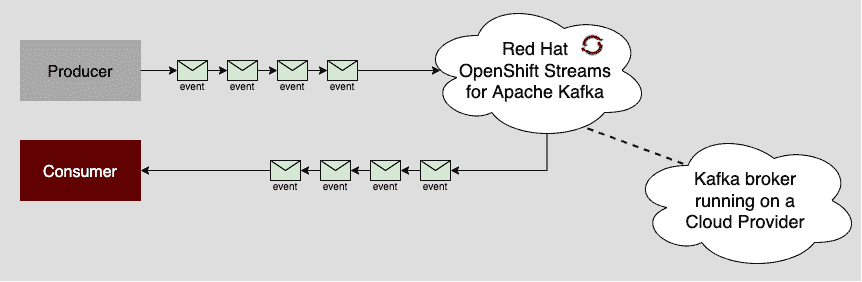 Producer
event
event
event
event
Red Hat
OpenShift Streams
for Apache Kafka
Consumer
event
event
event
event
Kafka broker
running on a
Cloud Provider